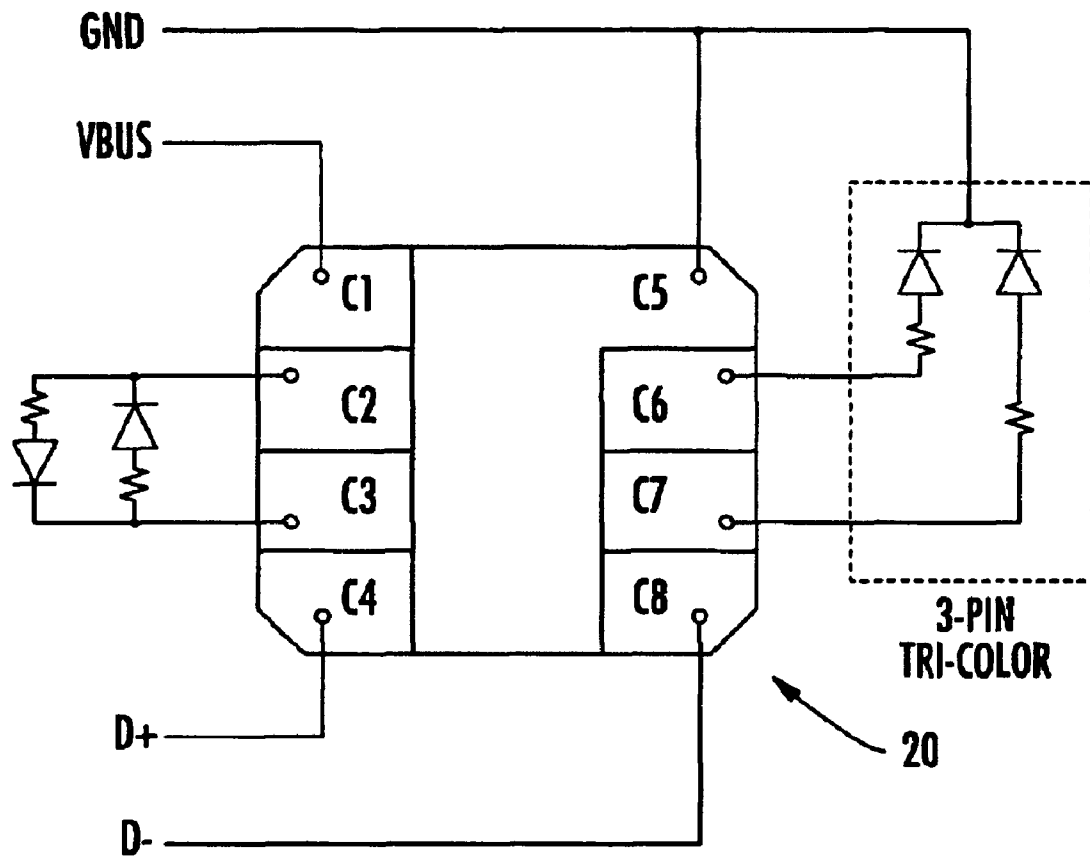 GND
VBUS
C1
C5
C2
C6
C3
C7
C4
C8
3-PIN
TRI-COLOR
D+
20
D-